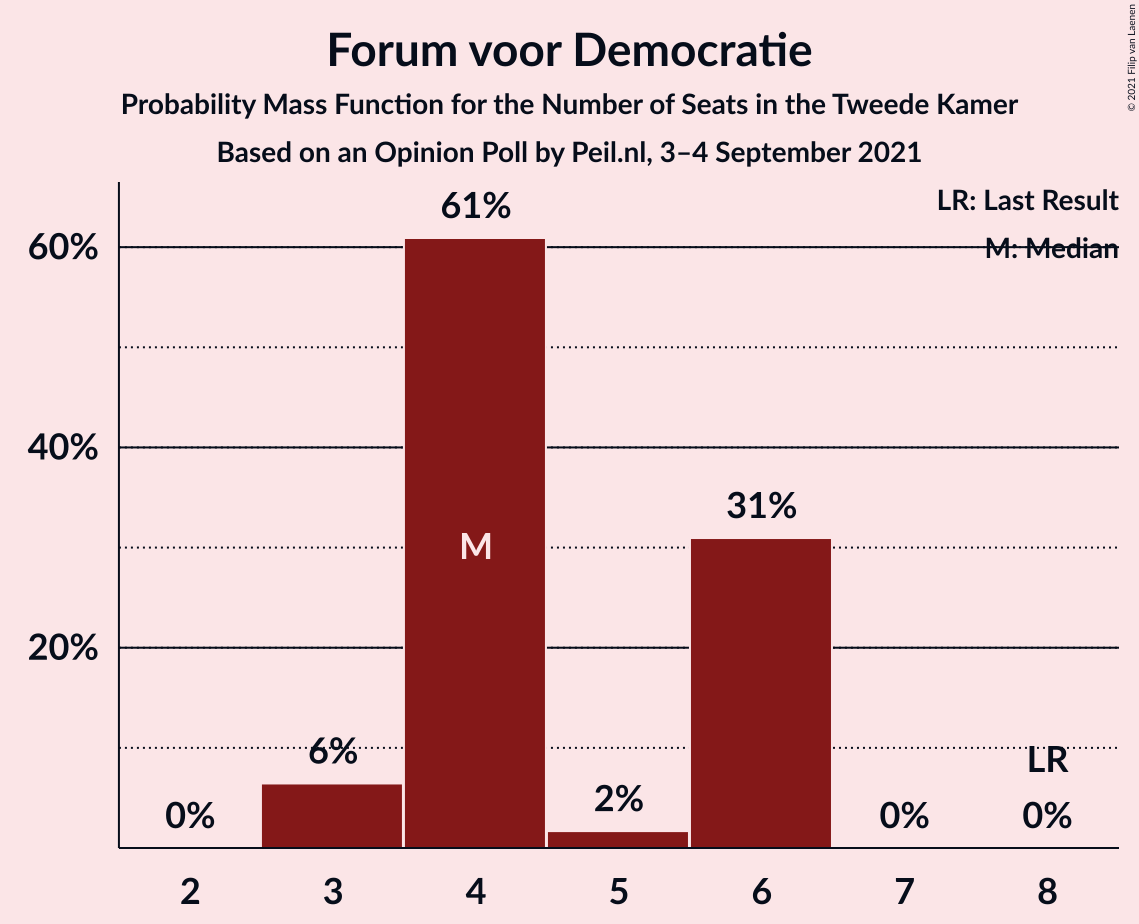 Forum voor Democratie
Probability Mass Function for the Number of Seats in the Tweede Kamer
Based on an Opinion Poll by Peil.nl, 3–4 September 2021
© 2021 Filip van Laenen
LR: Last Result
M: Median
60%
40%
20%
0%
6%
61%
M
2%
31%
0%
LR
0%
2
3
4
5
6
7
8